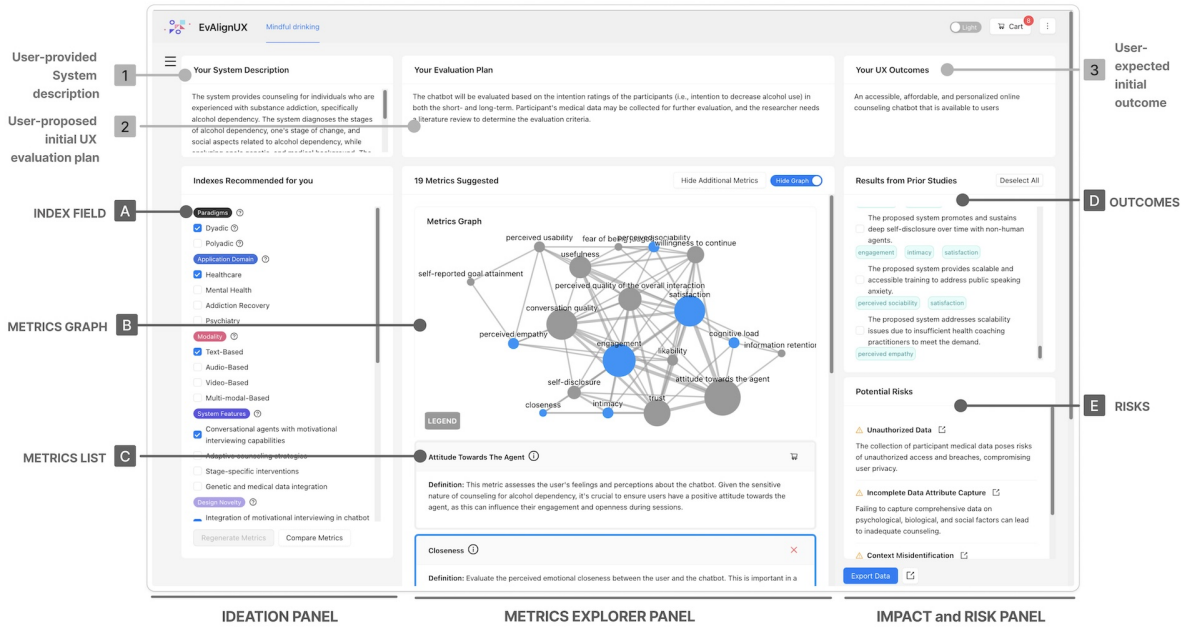 EvAlignUX
Mindful drinking
Light
Cart
8
User-provided
System
description
1
User-proposed
initial UX
evaluation plan
2
User-
expected
initial
outcome
3
Your System Description
The system provides counseling for individuals who are
experienced with substance addiction, specifically
alcohol dependency. The system diagnoses the stages
of alcohol dependency, one's stage of change, and
social aspects related to alcohol dependency, while
Your Evaluation Plan
The chatbot will be evaluated based on the intention ratings of the participants (i.e., intention to decrease alcohol use) in
both the short- and long-term. Participant's medical data may be collected for further evaluation, and the researcher needs
a literature review to determine the evaluation criteria.
Your UX Outcomes
An accessible, affordable, and personalized online
counseling chatbot that is available to users
INDEX FIELD
A
Indexes Recommended for you
Paradigms
Dyadic
Polyadic
Application Domain
Healthcare
Mental Health
Addiction Recovery
Psychiatry
Modality
Text-Based
Audio-Based
Video-Based
Multi-modal-Based
System Features
Conversational agents with motivational
interviewing capabilities
Adaptive counseling strategies
Stage-specific interventions
Genetic and medical data integration
Design Novelty
Integration of motivational interviewing in chatbot
Regenerate Metrics
Compare Metrics
METRICS GRAPH
B
19 Metrics Suggested
Hide Additional Metrics
Hide Graph
Metrics Graph
perceived usability
fear of being judged
perceived sociability
willingness to continue
usefulness
self-reported goal attainment
perceived quality of the overall interaction
satisfaction
conversation quality
perceived empathy
cognitive load
engagement
likability
information retention
self-disclosure
attitude towards the agent
closeness
intimacy
trust
LEGEND
METRICS LIST
C
Attitude Towards The Agent
Definition: This metric assesses the user's feelings and perceptions about the chatbot. Given the sensitive
nature of counseling for alcohol dependency, it's crucial to ensure users have a positive attitude towards the
agent, as this can influence their engagement and openness during sessions.
Closeness
Definition: Evaluate the perceived emotional closeness between the user and the chatbot. This is important in a
D
OUTCOMES
Results from Prior Studies
Deselect All
The proposed system promotes and sustains
deep self-disclosure over time with non-human
agents.
engagement
intimacy
satisfaction
The proposed system provides scalable and
accessible training to address public speaking
anxiety.
perceived sociability
satisfaction
The proposed system addresses scalability
issues due to insufficient health coaching
practitioners to meet the demand.
perceived empathy
E
RISKS
Potential Risks
Unauthorized Data
The collection of participant medical data poses risks
of unauthorized access and breaches, compromising
user privacy.
Incomplete Data Attribute Capture
Failing to capture comprehensive data on
psychological, biological, and social factors can lead
to inadequate counseling.
Context Misidentification
Export Data
IDEATION PANEL
METRICS EXPLORER PANEL
IMPACT and RISK PANEL